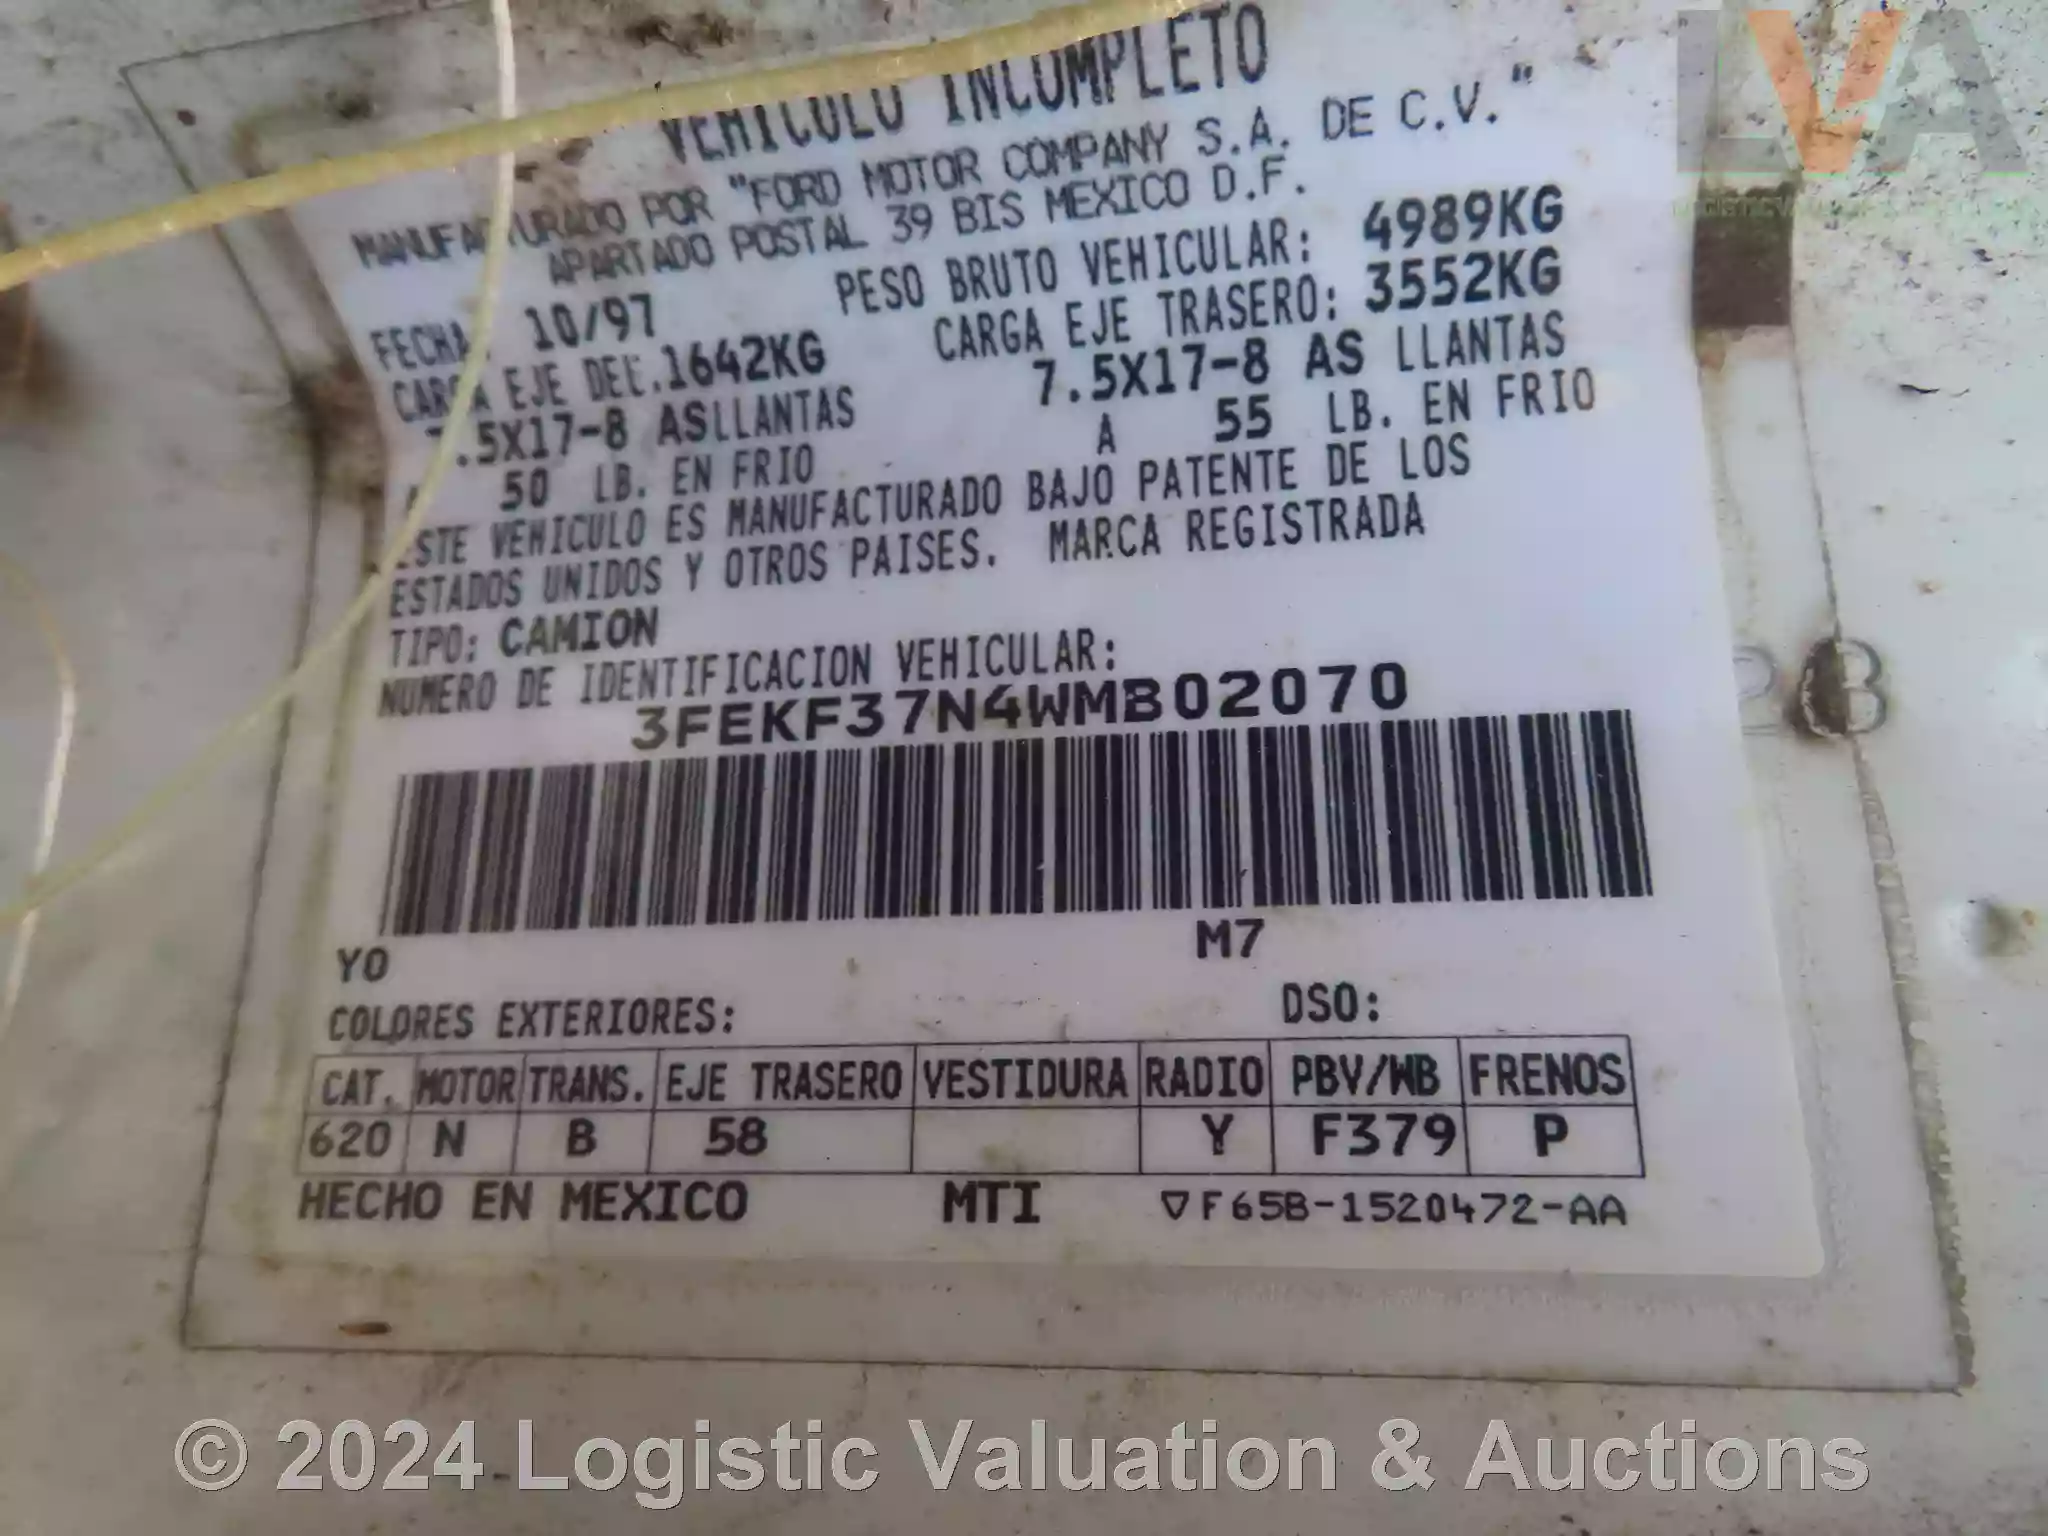 LVA
VEHICULO INCOMPLETO
MANUFACTURADO POR "FORD MOTOR COMPANY S.A. DE C.V."
APARTADO POSTAL 39 BIS MEXICO D.F.
FECHA: 10/97 PESO BRUTO VEHICULAR: 4989KG
CARGA EJE DEL.1642KG CARGA EJE TRASERO: 3552KG
7.5X17-8 ASLLANTAS 7.5X17-8 AS LLANTAS
A 50 LB. EN FRIO A 55 LB. EN FRIO
ESTE VEHICULO ES MANUFACTURADO BAJO PATENTE DE LOS
ESTADOS UNIDOS Y OTROS PAISES. MARCA REGISTRADA
TIPO: CAMION
NUMERO DE IDENTIFICACION VEHICULAR:
3FEKF37N4WMB02070
YO M7
COLORES EXTERIORES: DSO:
CAT. MOTOR TRANS. EJE TRASERO VESTIDURA RADIO PBV/WB FRENOS
620 N B 58 Y F379 P
HECHO EN MEXICO MTI ▽F65B-1520472-AA
© 2024 Logistic Valuation & Auctions